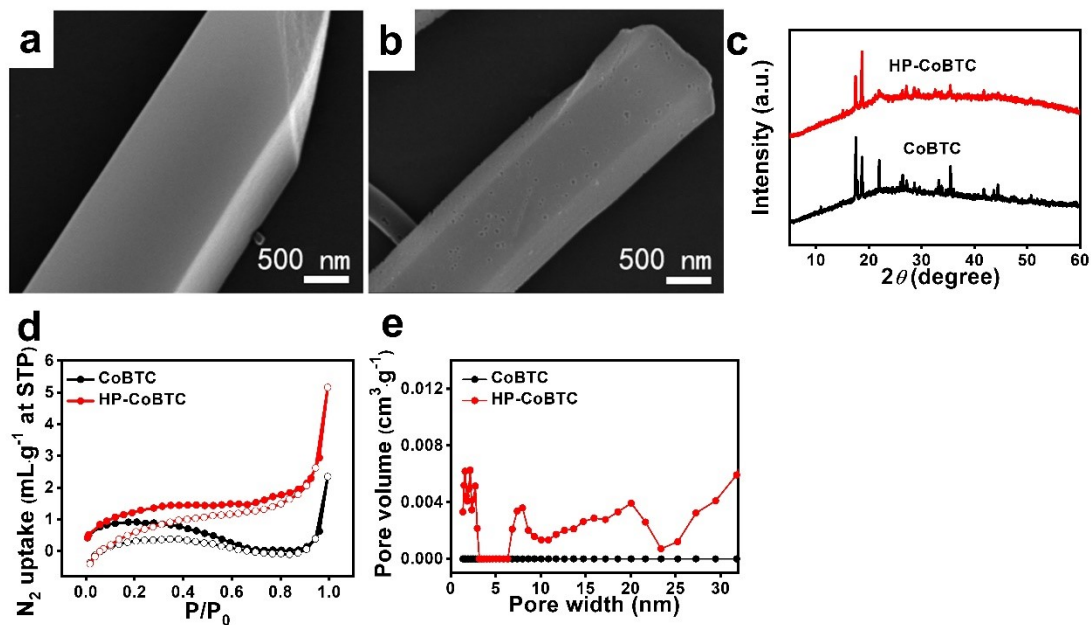 a
500 nm
b
500 nm
c
Intensity (a.u.)
HP-CoBTC
CoBTC
10 20 30 40 50 60
2θ (degree)
d
N₂ uptake (mL·g⁻¹ at STP)
6
5
4
3
2
1
0
CoBTC
HP-CoBTC
0.0 0.2 0.4 0.6 0.8 1.0
P/P₀
e
Pore volume (cm³·g⁻¹)
0.012
0.008
0.004
0.000
CoBTC
HP-CoBTC
0 5 10 15 20 25 30
Pore width (nm)